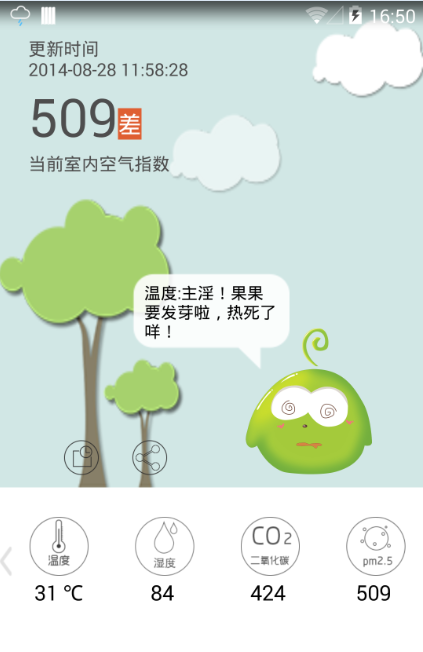 16:50
更新时间
2014-08-28 11:58:28
509差
当前室内空气指数
温度:主淫！果果
要发芽啦，热死了
咩！
温度
湿度
CO2
二氧化碳
pm2.5
31 ℃
84
424
509